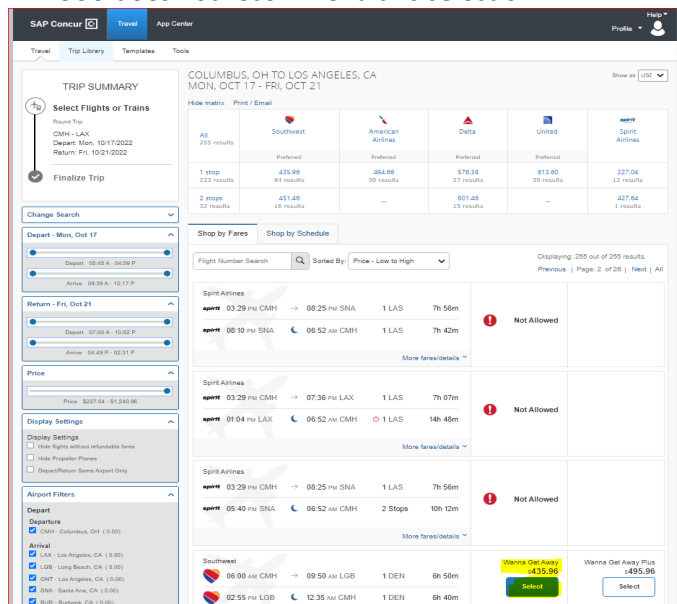 SAP Concur C Travel App Center Help
Profile
Travel Trip Library Templates Tools
TRIP SUMMARY
Select Flights or Trains
Round Trip
CMH - LAX
Depart: Mon, 10/17/2022
Return: Fri, 10/21/2022
Finalize Trip
Change Search
Depart - Mon, Oct 17
Depart 05:45 A - 04:59 P
Arrive 09:39 A - 10:17 P
Return - Fri, Oct 21
Depart 07:00 A - 10:52 P
Arrive 04:49 P - 02:31 P
Price
Price $227.04 - $1,240.96
Display Settings
Display Settings
Hide flights without refundable fares
Hide Propeller Planes
Depart/Return Same Airport Only
Airport Filters
Depart
Departure
CMH - Columbus, OH ( 0.00)
Arrival
LAX - Los Angeles, CA ( 0.00)
LGB - Long Beach, CA ( 0.00)
ONT - Los Angeles, CA ( 0.00)
SNA - Santa Ana, CA ( 0.00)
BUR - Burbank, CA ( 0.00)
COLUMBUS, OH TO LOS ANGELES, CA
MON, OCT 17 - FRI, OCT 21
Show as USD
Hide matrix Print / Email
All
255 results
Southwest
American
Airlines
Delta
United
spirit
Spirit
Airlines
Preferred Preferred Preferred Preferred
1 stop 435.96 494.66 576.38 613.60 227.04
223 results 84 results 50 results 27 results 50 results 12 results
2 stops 451.46 -- 601.46 -- 427.64
32 results 16 results 15 results 1 results
Shop by Fares Shop by Schedule
Flight Number Search Sorted By: Price - Low to High
Displaying: 255 out of 255 results.
Previous | Page: 2 of 26 | Next | All
Spirit Airlines
spirit 03:29 PM CMH → 08:25 PM SNA 1 LAS 7h 56m
spirit 08:10 PM SNA 06:52 AM CMH 1 LAS 7h 42m
Not Allowed
More fares/details
Spirit Airlines
spirit 03:29 PM CMH → 07:36 PM LAX 1 LAS 7h 07m
spirit 01:04 PM LAX 06:52 AM CMH 1 LAS 14h 48m
Not Allowed
More fares/details
Spirit Airlines
spirit 03:29 PM CMH → 08:25 PM SNA 1 LAS 7h 56m
spirit 05:40 PM SNA 06:52 AM CMH 2 Stops 10h 12m
Not Allowed
More fares/details
Southwest
06:00 AM CMH → 09:50 AM LGB 1 DEN 6h 50m
02:55 PM LGB 12:35 AM CMH 1 DEN 6h 40m
Wanna Get Away
$435.96
Select
Wanna Get Away Plus
$495.96
Select